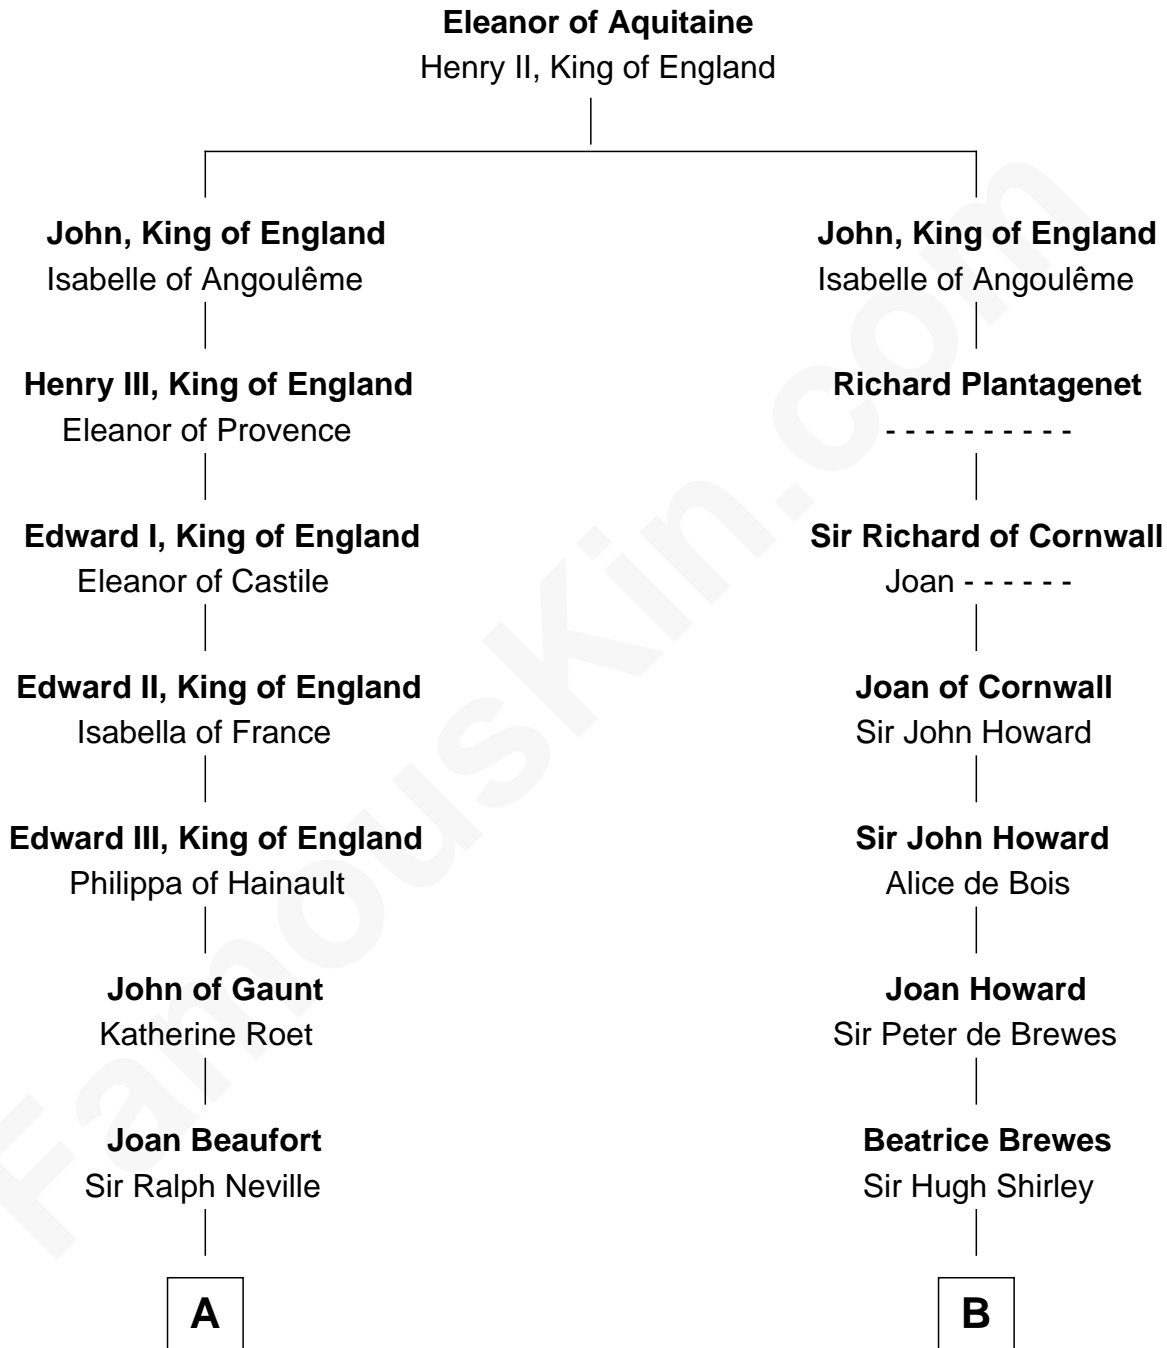 Eleanor of Aquitaine
Henry II, King of England
John, King of England
Isabelle of Angoulême
Henry III, King of England
Eleanor of Provence
Edward I, King of England
Eleanor of Castile
Edward II, King of England
Isabella of France
Edward III, King of England
Philippa of Hainault
John of Gaunt
Katherine Roet
Joan Beaufort
Sir Ralph Neville
A
John, King of England
Isabelle of Angoulême
Richard Plantagenet
- - - - - - - - - -
Sir Richard of Cornwall
Joan - - - - - -
Joan of Cornwall
Sir John Howard
Sir John Howard
Alice de Bois
Joan Howard
Sir Peter de Brewes
Beatrice Brewes
Sir Hugh Shirley
B
FamousKin.com